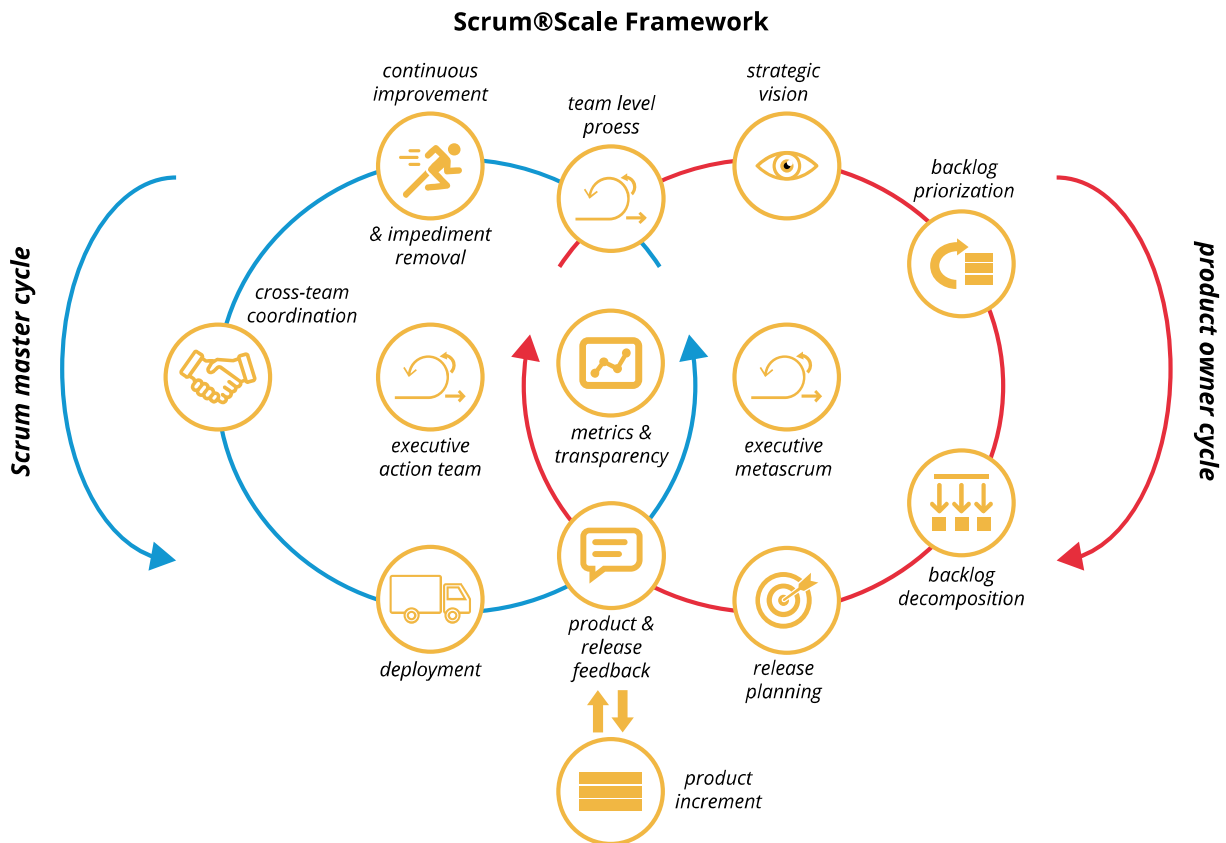 Scrum®Scale Framework
continuous
improvement
& impediment
removal
team level
proess
strategic
vision
backlog
priorization
cross-team
coordination
Scrum master cycle
product owner cycle
executive
action team
metrics &
transparency
executive
metascrum
backlog
decomposition
deployment
product &
release
feedback
release
planning
product
increment